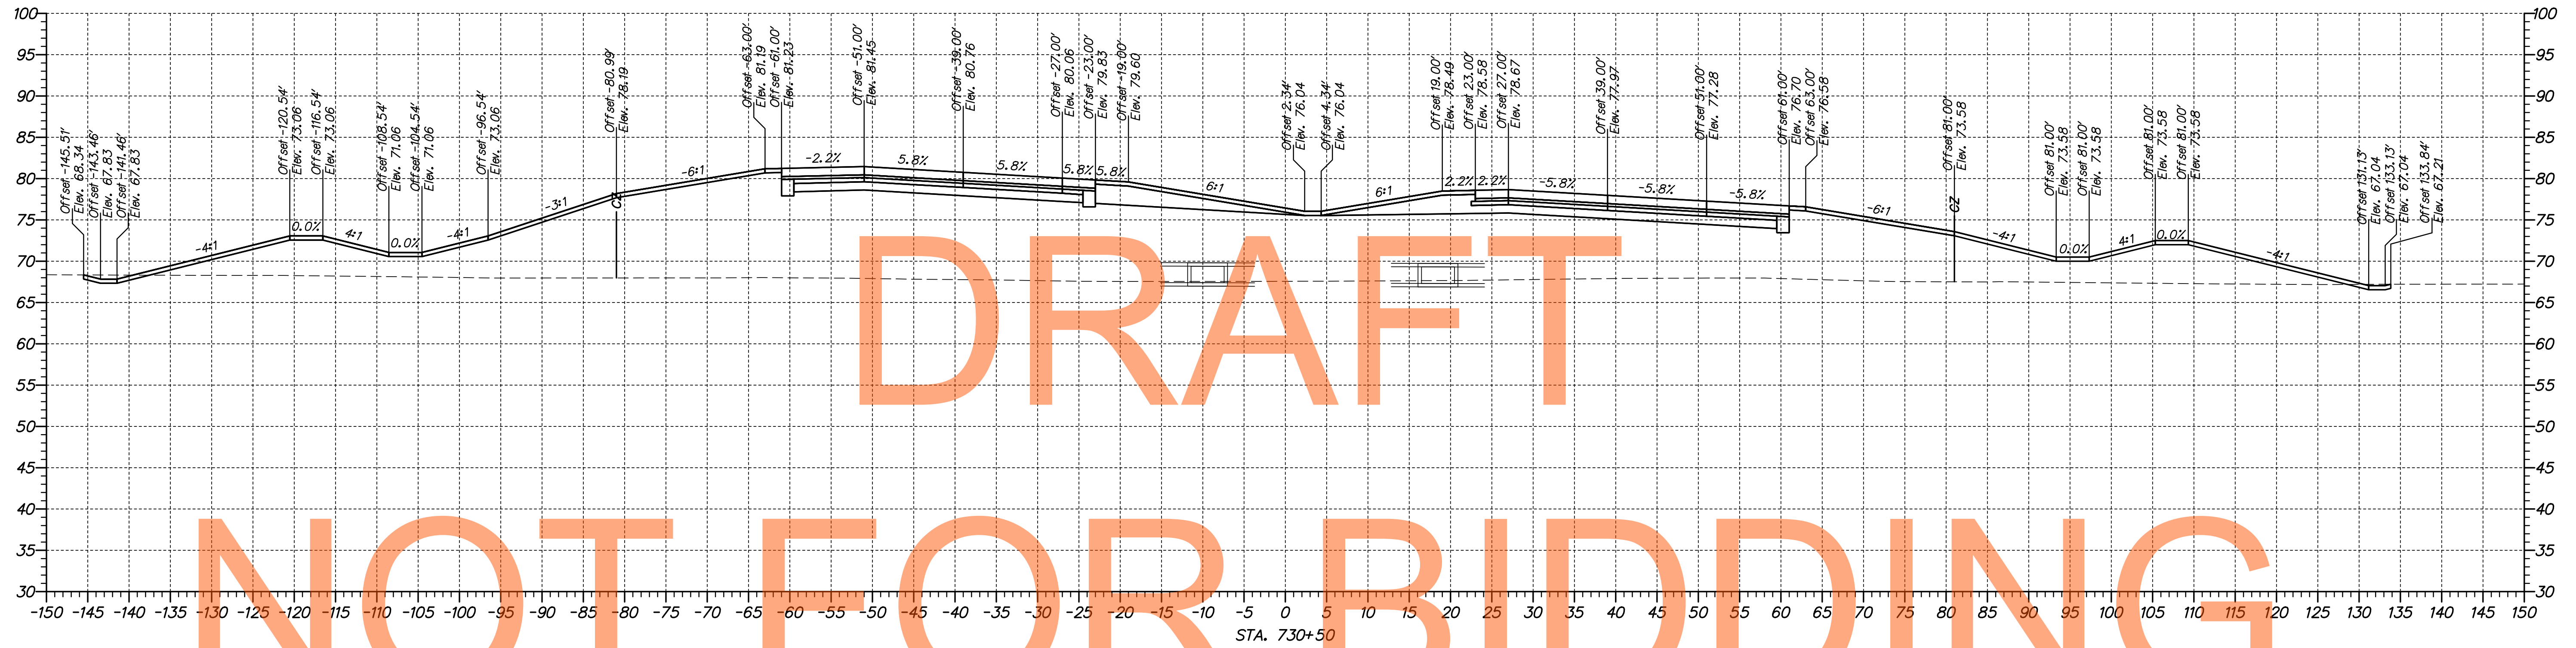 100
95
90
85
80
75
70
65
60
55
50
45
40
35
30
Offset -145.51'
Elev. 68.34
Offset -143.46'
Elev. 67.83
Offset -141.46'
Elev. 67.83
Offset -120.54'
Elev. 73.06
Offset -116.54'
Elev. 73.06
Offset -108.54'
Elev. 71.06
Offset -104.54'
Elev. 71.06
Offset -96.54'
Elev. 73.06
Offset -80.99'
Elev. 78.19
Offset -63.00'
Elev. 81.19
Offset -61.00'
Elev. 81.23
Offset -51.00'
Elev. 81.45
Offset -39.00'
Elev. 80.76
Offset -27.00'
Elev. 80.06
Offset -23.00'
Elev. 79.83
Offset -19.00'
Elev. 79.60
Offset 2.34'
Elev. 76.04
Offset 4.34'
Elev. 76.04
Offset 19.00'
Elev. 78.49
Offset 23.00'
Elev. 78.58
Offset 27.00'
Elev. 78.67
Offset 39.00'
Elev. 77.97
Offset 51.00'
Elev. 77.28
Offset 61.00'
Elev. 76.70
Offset 63.00'
Elev. 76.58
Offset 81.00'
Elev. 73.58
Offset 81.00'
Elev. 73.58
Offset 81.00'
Elev. 73.58
Offset 81.00'
Elev. 73.58
Offset 81.00'
Elev. 73.58
Offset 131.13'
Elev. 67.04
Offset 133.13'
Elev. 67.04
Offset 133.84'
Elev. 67.21
-4:1
0.0%
4:1
0.0%
-4:1
-3:1
CZ
-6:1
-2.2%
5.8%
5.8%
5.8%
5.8%
6:1
6:1
2.2%
2.2%
-5.8%
-5.8%
-5.8%
-6:1
CZ
-4:1
0.0%
4:1
0.0%
-4:1
100
95
90
85
80
75
70
65
60
55
50
45
40
35
30
DRAFT
NOT FOR BIDDING
-150 -145 -140 -135 -130 -125 -120 -115 -110 -105 -100 -95 -90 -85 -80 -75 -70 -65 -60 -55 -50 -45 -40 -35 -30 -25 -20 -15 -10 -5 0 5 10 15 20 25 30 35 40 45 50 55 60 65 70 75 80 85 90 95 100 105 110 115 120 125 130 135 140 145 150
STA. 730+50